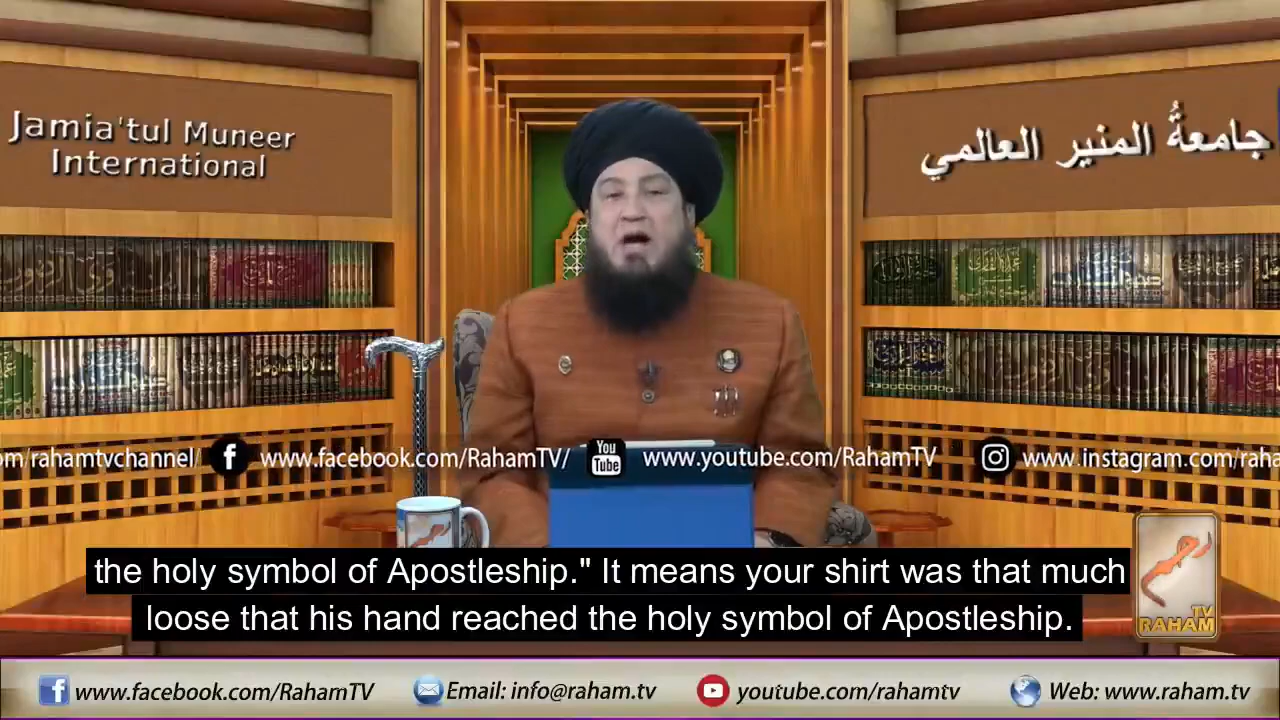 Jamia'tul Muneer
International
جامعةُ المنير العالمي
om/rahamtvchannel/
www.facebook.com/RahamTV/
You
Tube
www.youtube.com/RahamTV
www.instagram.com/raha
the holy symbol of Apostleship." It means your shirt was that much
loose that his hand reached the holy symbol of Apostleship.
TV
RAHAM
www.facebook.com/RahamTV
Email: info@raham.tv
youtube.com/rahamtv
Web: www.raham.tv